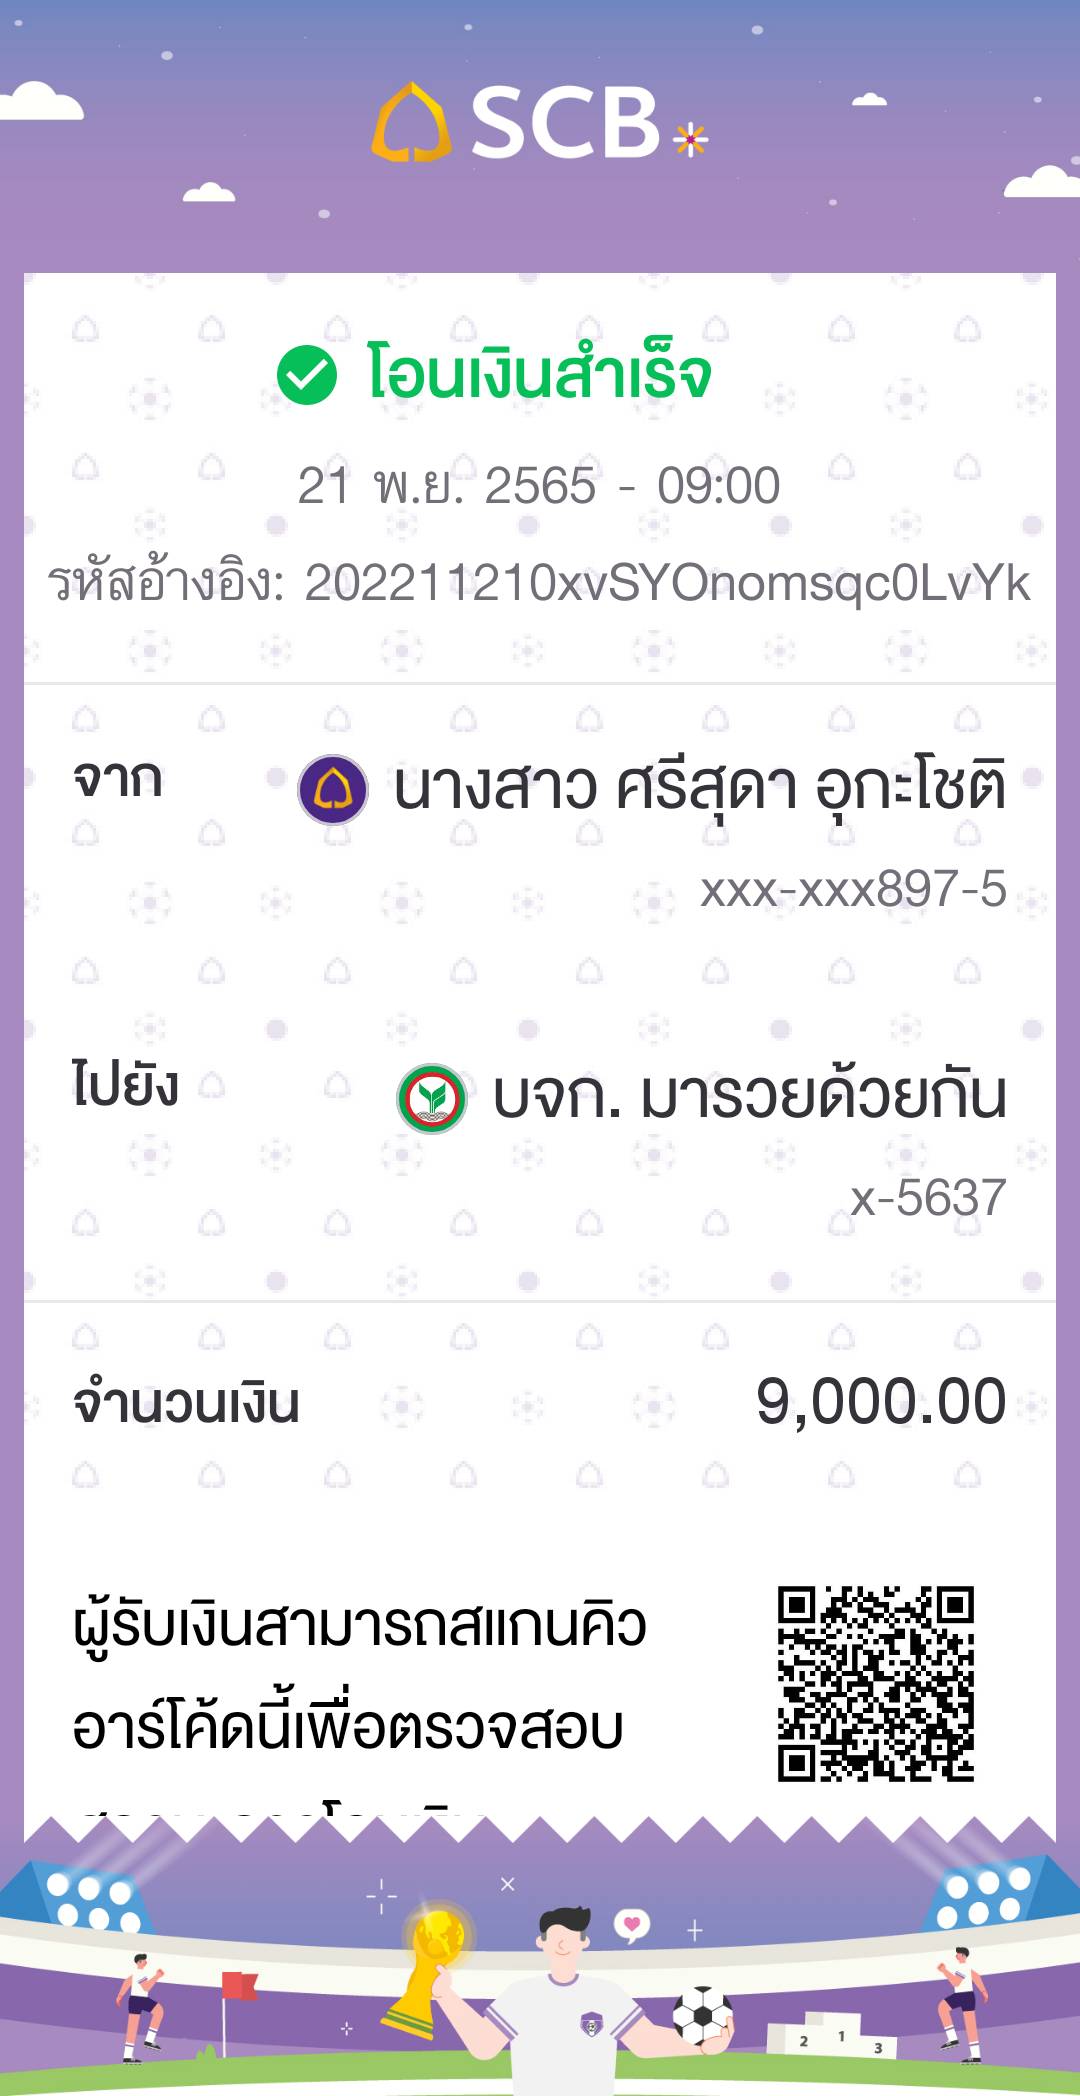 SCB
โอนเงินสำเร็จ
21 พ.ย. 2565 - 09:00
รหัสอ้างอิง: 202211210xvSYOnomsqc0LvYk
จาก นางสาว ศรีสุดา อุกะโชติ
xxx-xxx897-5
ไปยัง บจก. มารวยด้วยกัน
x-5637
จำนวนเงิน 9,000.00
ผู้รับเงินสามารถสแกนคิว
อาร์โค้ดนี้เพื่อตรวจสอบ
2 1 3